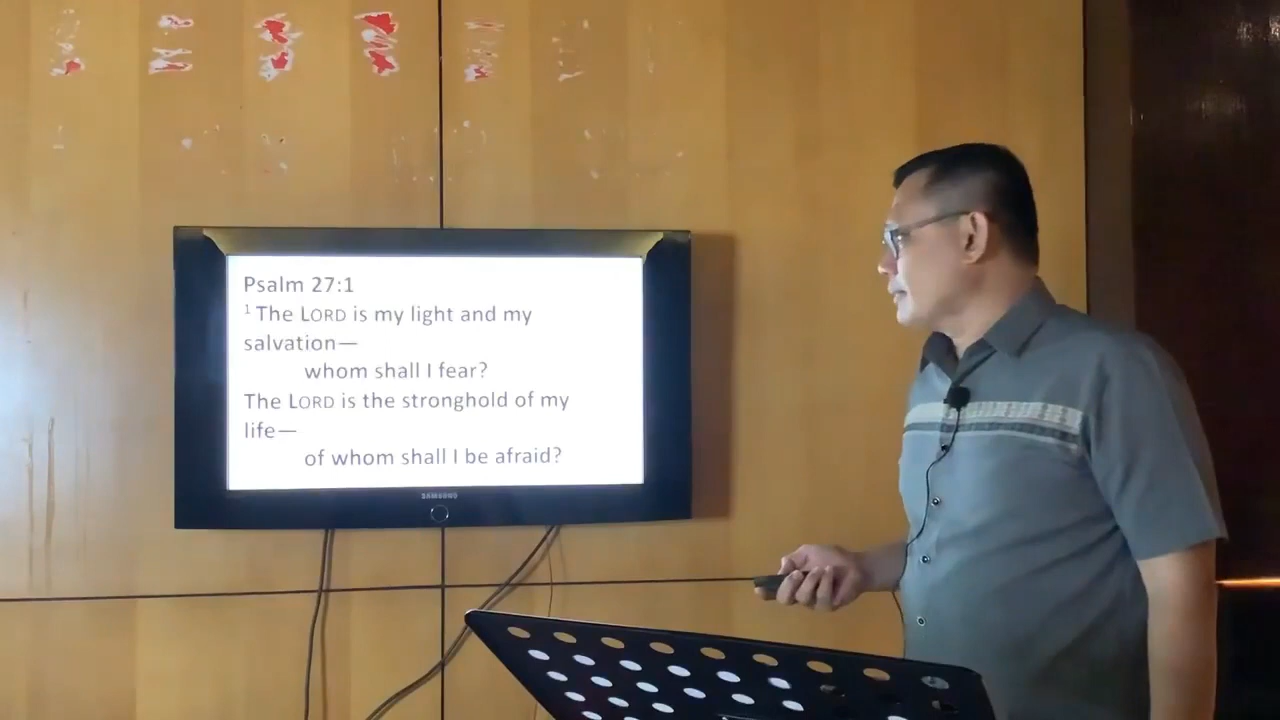 Psalm 27:1
¹ The LORD is my light and my
salvation—
whom shall I fear?
The LORD is the stronghold of my
life—
of whom shall I be afraid?
SAMSUNG